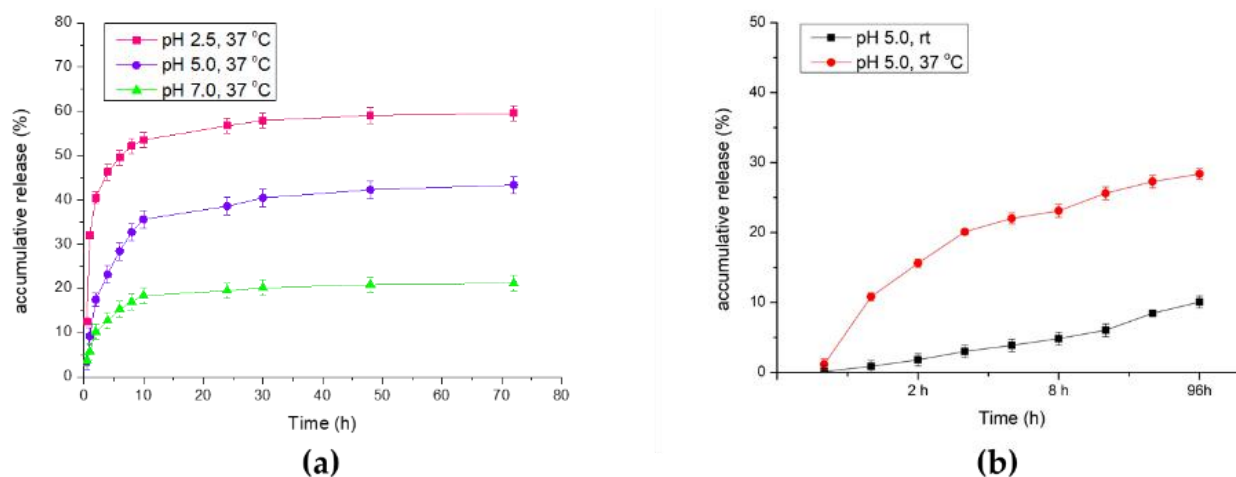 80
70
60
50
40
30
20
10
0
accumulative release (%)
pH 2.5, 37 °C
pH 5.0, 37 °C
pH 7.0, 37 °C
0 10 20 30 40 50 60 70 80
Time (h)
(a)
50
40
30
20
10
0
accumulative release (%)
pH 5.0, rt
pH 5.0, 37 °C
2 h 8 h 96h
Time (h)
(b)